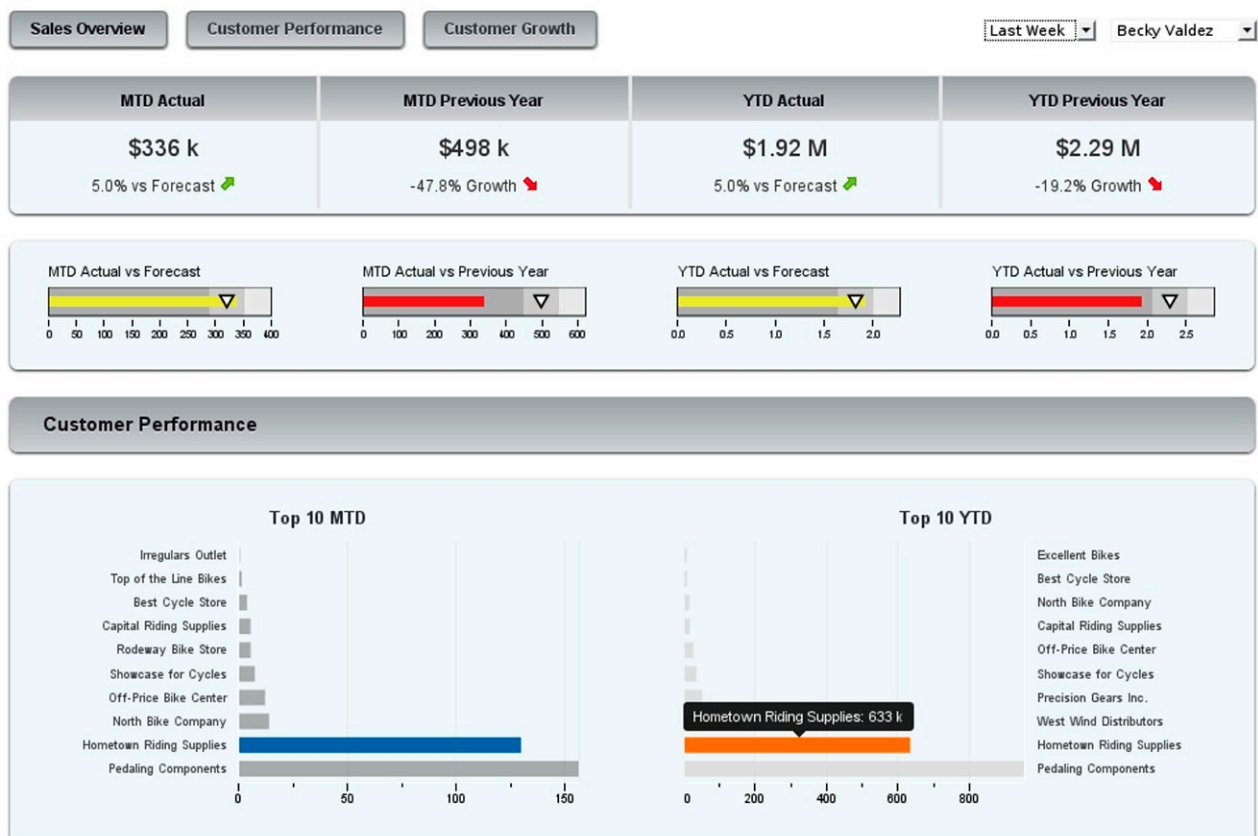 Sales Overview Customer Performance Customer Growth Last Week Becky Valdez
MTD Actual MTD Previous Year YTD Actual YTD Previous Year
$336 k $498 k $1.92 M $2.29 M
5.0% vs Forecast -47.8% Growth 5.0% vs Forecast -19.2% Growth
MTD Actual vs Forecast MTD Actual vs Previous Year YTD Actual vs Forecast YTD Actual vs Previous Year
0 50 100 150 200 250 300 350 400 0 100 200 300 400 500 600 0.0 0.5 1.0 1.5 2.0 0.0 0.5 1.0 1.5 2.0 2.5
Customer Performance
Top 10 MTD Top 10 YTD
Irregulars Outlet Excellent Bikes
Top of the Line Bikes Best Cycle Store
Best Cycle Store North Bike Company
Capital Riding Supplies Capital Riding Supplies
Rodeway Bike Store Off-Price Bike Center
Showcase for Cycles Showcase for Cycles
Off-Price Bike Center Precision Gears Inc.
North Bike Company Hometown Riding Supplies: 633 k West Wind Distributors
Hometown Riding Supplies Hometown Riding Supplies
Pedaling Components Pedaling Components
0 50 100 150 0 200 400 600 800